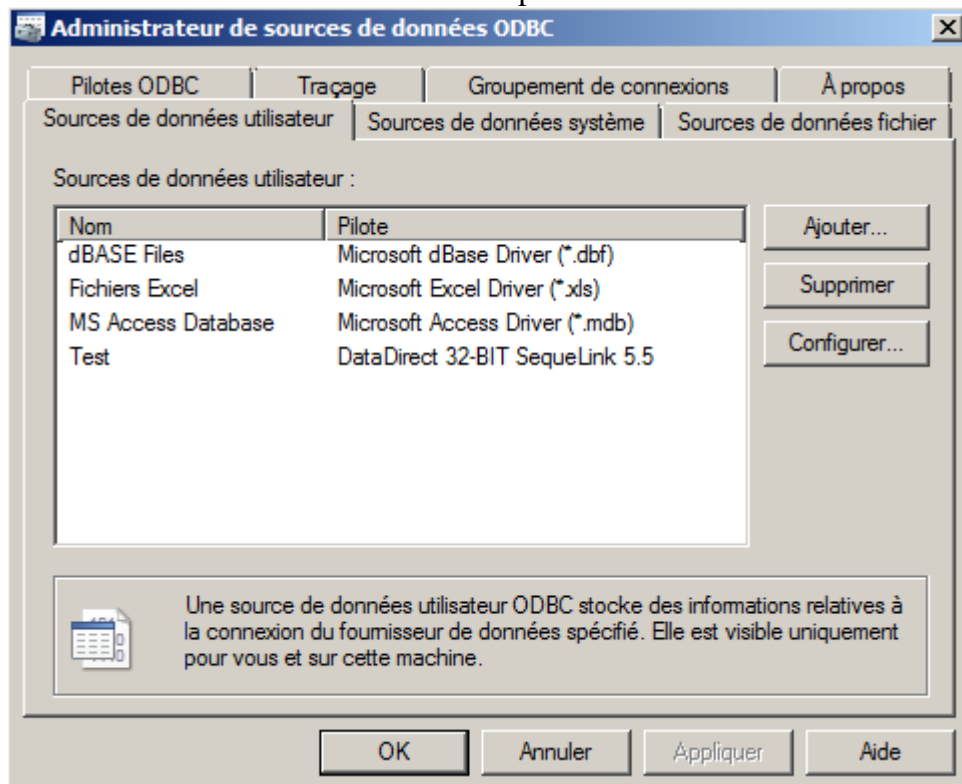 Administrateur de sources de données ODBC
Pilotes ODBC Traçage Groupement de connexions À propos
Sources de données utilisateur Sources de données système Sources de données fichier
Sources de données utilisateur :
Nom Pilote
dBASE Files Microsoft dBase Driver (*.dbf)
Fichiers Excel Microsoft Excel Driver (*.xls)
MS Access Database Microsoft Access Driver (*.mdb)
Test DataDirect 32-BIT SequeLink 5.5
Ajouter...
Supprimer
Configurer...
Une source de données utilisateur ODBC stocke des informations relatives à
la connexion du fournisseur de données spécifié. Elle est visible uniquement
pour vous et sur cette machine.
OK Annuler Appliquer Aide